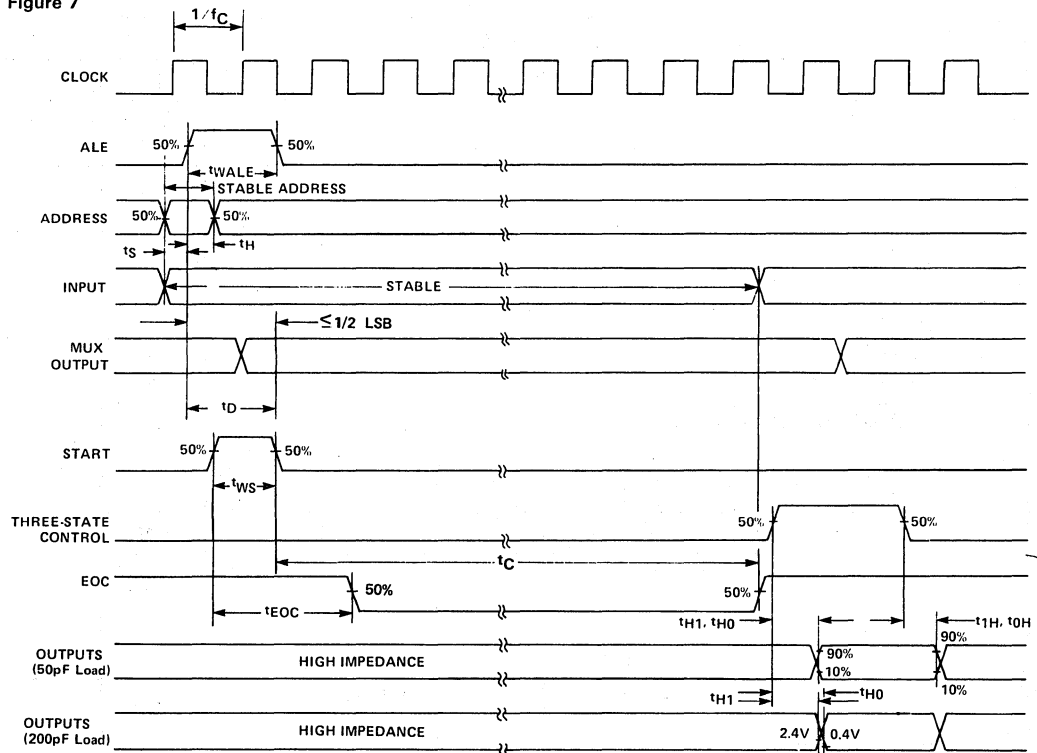 Figure 7
1/fC
CLOCK
ALE
50%
50%
tWALE
STABLE ADDRESS
ADDRESS
50%
50%
tS
tH
INPUT
STABLE
≤1/2 LSB
MUX
OUTPUT
tD
START
50%
50%
tWS
THREE-STATE
CONTROL
50%
50%
tC
EOC
50%
50%
tEOC
tH1, tH0
t1H, t0H
OUTPUTS
(50pF Load)
HIGH IMPEDANCE
90%
10%
90%
10%
tH1
tH0
OUTPUTS
(200pF Load)
HIGH IMPEDANCE
2.4V
0.4V